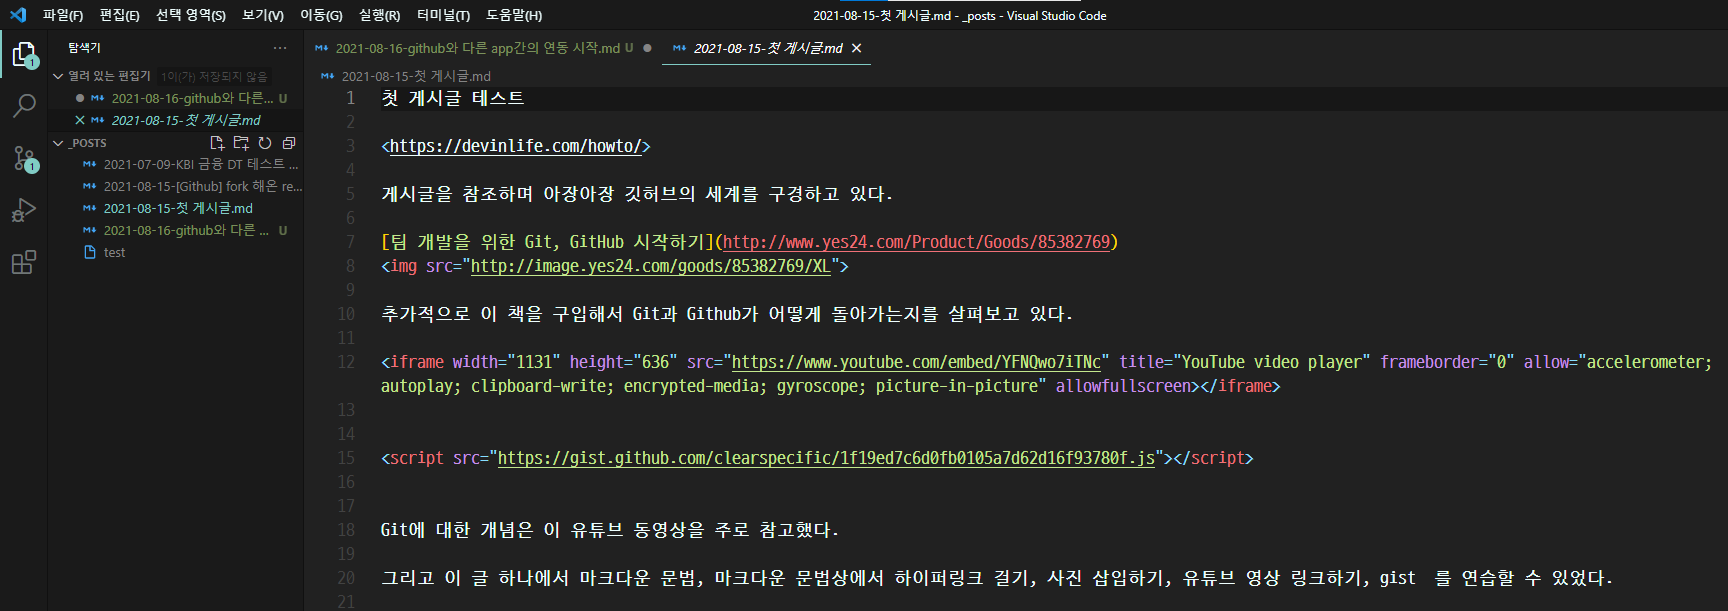 파일(F) 편집(E) 선택 영역(S) 보기(V) 이동(G) 실행(R) 터미널(T) 도움말(H)
2021-08-15-첫 게시글.md - _posts - Visual Studio Code
탐색기
열려 있는 편집기 1이(가) 저장되지 않음
2021-08-16-github와 다른... U
2021-08-15-첫 게시글.md
_POSTS
2021-07-09-KBI 금융 DT 테스트 ...
2021-08-15-[Github] fork 해온 re...
2021-08-15-첫 게시글.md
2021-08-16-github와 다른 ... U
test
1
1
2021-08-16-github와 다른 app간의 연동 시작.md U
2021-08-15-첫 게시글.md
2021-08-15-첫 게시글.md
1 첫 게시글 테스트
2
3 <https://devinlife.com/howto/>
4
5 게시글을 참조하며 아장아장 깃허브의 세계를 구경하고 있다.
6
7 [팀 개발을 위한 Git, GitHub 시작하기](http://www.yes24.com/Product/Goods/85382769)
8 <img src="http://image.yes24.com/goods/85382769/XL">
9
10 추가적으로 이 책을 구입해서 Git과 Github가 어떻게 돌아가는지를 살펴보고 있다.
11
12 <iframe width="1131" height="636" src="https://www.youtube.com/embed/YFNQwo7iTNc" title="YouTube video player" frameborder="0" allow="accelerometer;
autoplay; clipboard-write; encrypted-media; gyroscope; picture-in-picture" allowfullscreen></iframe>
13
14
15 <script src="https://gist.github.com/clearspecific/1f19ed7c6d0fb0105a7d62d16f93780f.js"></script>
16
17
18 Git에 대한 개념은 이 유튜브 동영상을 주로 참고했다.
19
20 그리고 이 글 하나에서 마크다운 문법, 마크다운 문법상에서 하이퍼링크 걸기, 사진 삽입하기, 유튜브 영상 링크하기, gist 를 연습할 수 있었다.
21